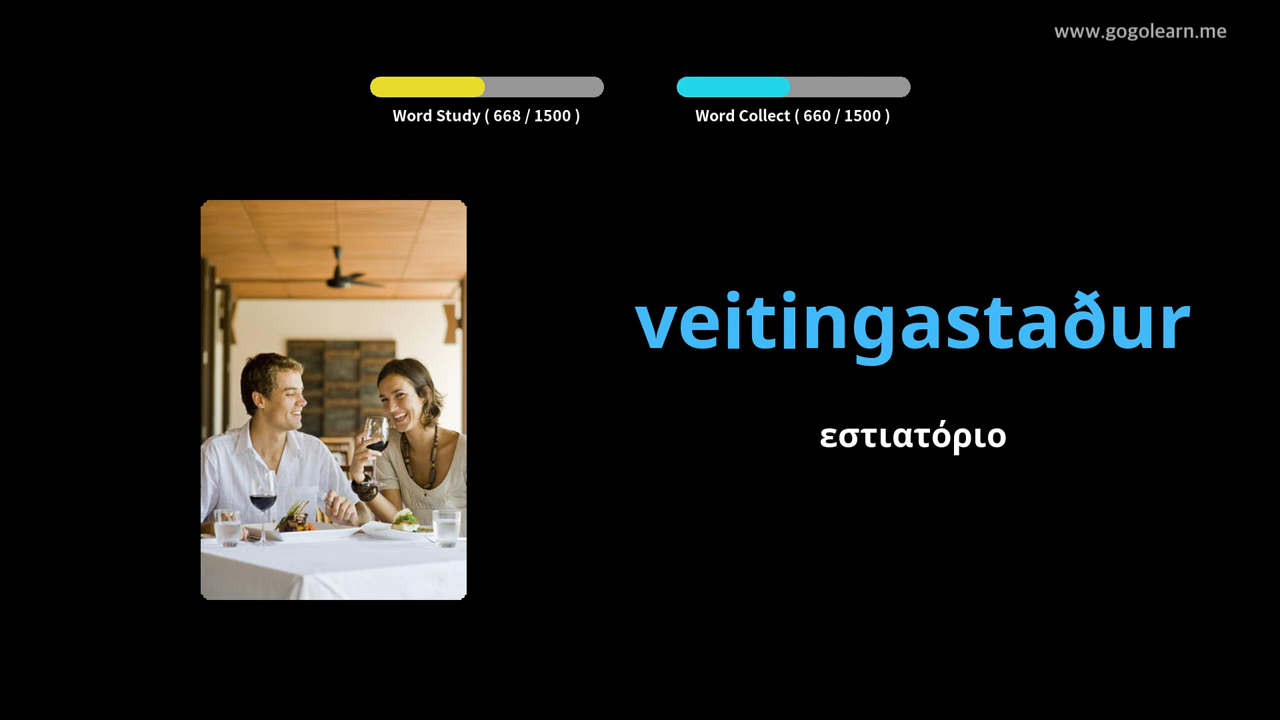 www.gogolearn.me
Word Study ( 668 / 1500 )
Word Collect ( 660 / 1500 )
veitingastaður
εστιατόριο